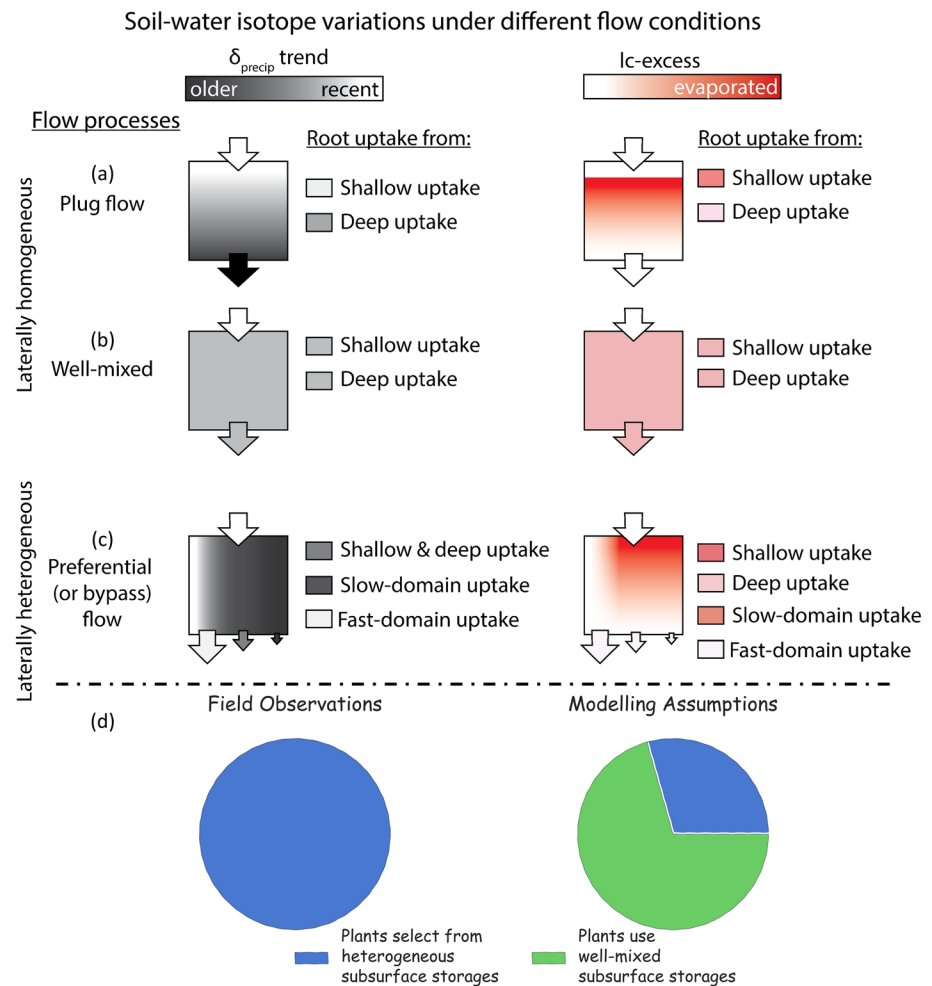 Soil-water isotope variations under different flow conditions
δprecip trend
older
recent
lc-excess
evaporated
Flow processes
Laterally homogeneous
Root uptake from:
Root uptake from:
(a)
Plug flow
Shallow uptake
Deep uptake
Shallow uptake
Deep uptake
(b)
Well-mixed
Shallow uptake
Deep uptake
Shallow uptake
Deep uptake
Laterally heterogeneous
(c)
Preferential
(or bypass)
flow
Shallow & deep uptake
Slow-domain uptake
Fast-domain uptake
Shallow uptake
Deep uptake
Slow-domain uptake
Fast-domain uptake
(d)
Field Observations
Modelling Assumptions
Plants select from
heterogeneous
subsurface storages
Plants use
well-mixed
subsurface storages